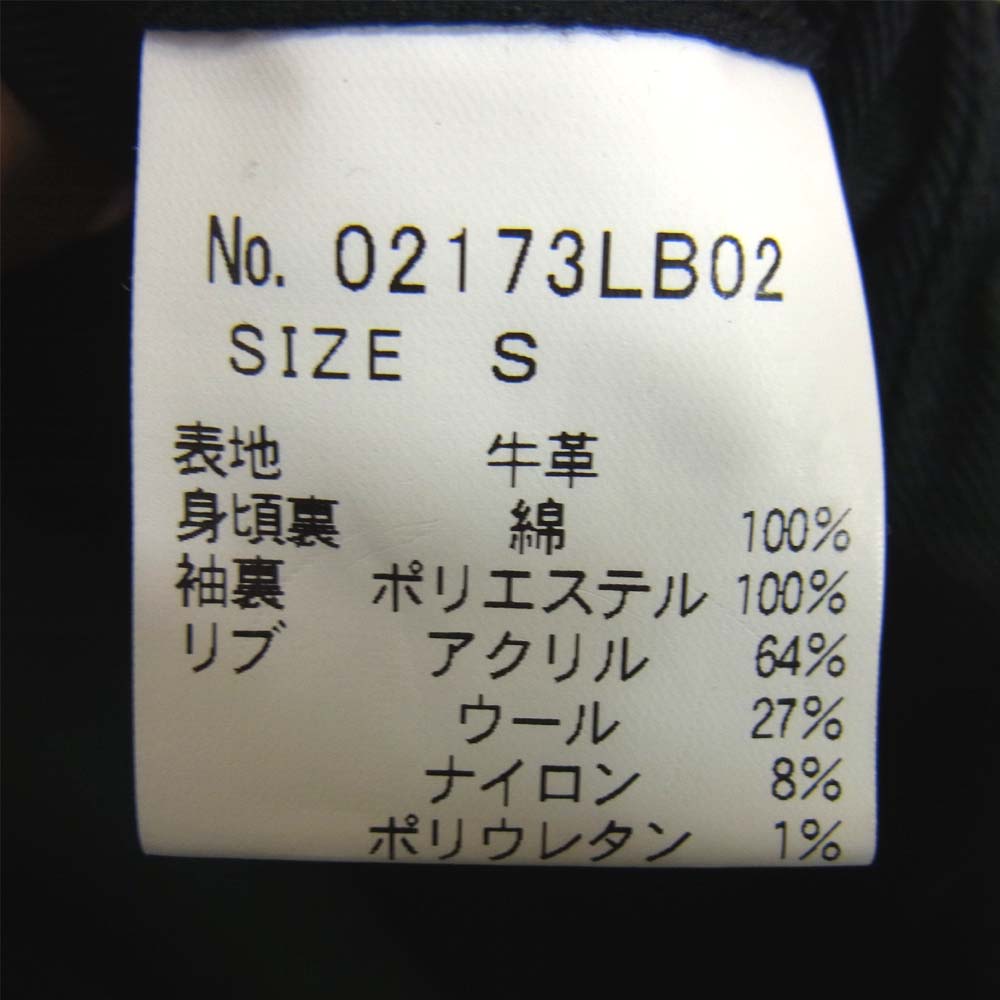 No. 02173LB02
SIZE S
表地 牛革
身頃裏 綿 100%
袖裏 ポリエステル 100%
リブ アクリル 64%
ウール 27%
ナイロン 8%
ポリウレタン 1%